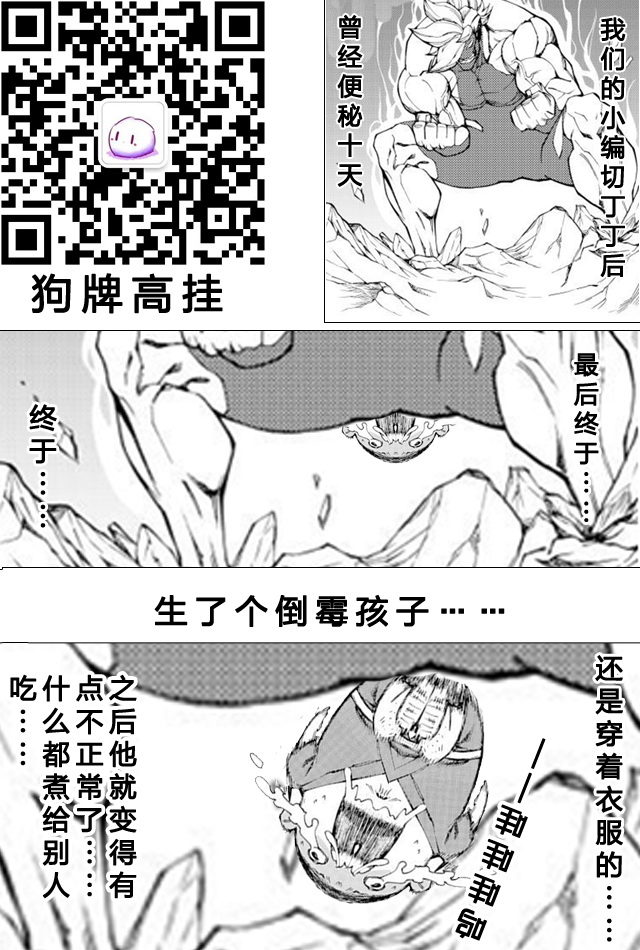 我们的小编切丁丁后
曾经便秘十天
狗牌高挂
最后终于……
终于……
生了个倒霉孩子……
还是穿着衣服的……
——哇哇哇呜
之后他就变得有
点不正常了……
什么都煮给别人
吃……